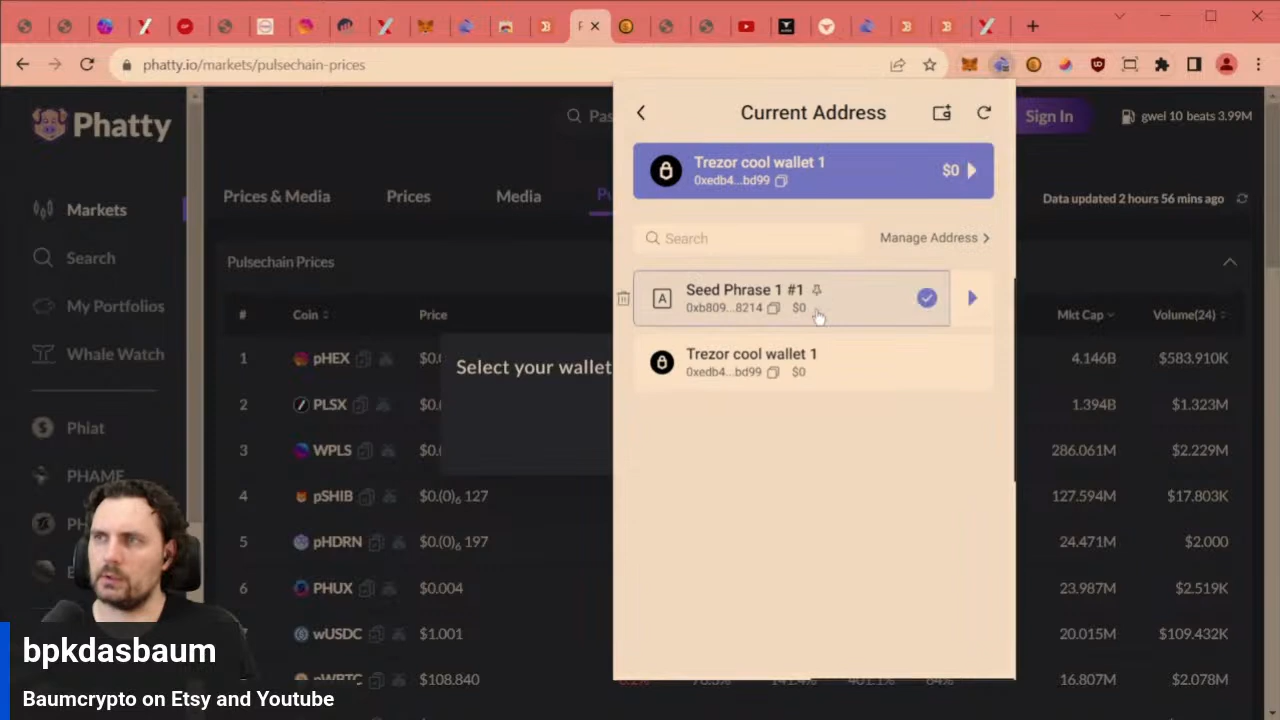 phatty.io/markets/pulsechain-prices
Phatty
Pas
Sign In
gwel 10 beats 3.99M
Current Address
Trezor cool wallet 1
0xedb4...bd99
$0
Search
Manage Address
Seed Phrase 1 #1
0xb809...8214 $0
Trezor cool wallet 1
0xedb4...bd99 $0
Markets
Search
My Portfolios
Whale Watch
Phiat
PHAME
Prices & Media
Prices
Media
Data updated 2 hours 56 mins ago
Pulsechain Prices
# Coin Price Mkt Cap Volume(24)
1 pHEX 4.146B $583.910K
2 PLSX 1.394B $1.323M
3 WPLS 286.061M $2.229M
4 pSHIB $0.(0)₆ 127 127.594M $17.803K
5 pHDRN $0.(0)₆ 197 24.471M $2.000
6 PHUX $0.004 23.987M $2.519K
wUSDC $1.001 20.015M $109.432K
$108.840 16.807M $2.078M
Select your wallet
bpkdasbaum
Baumcrypto on Etsy and Youtube